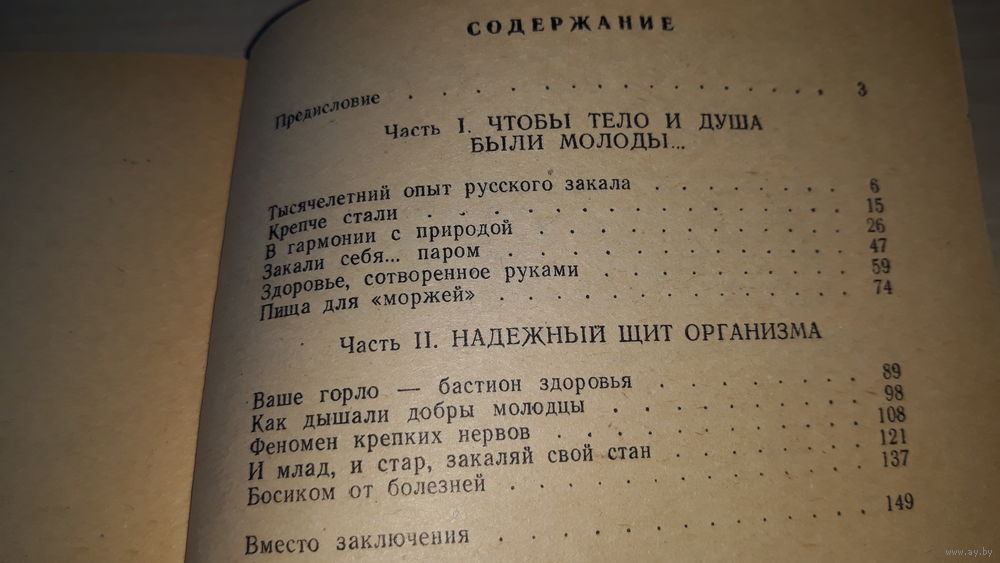 СОДЕРЖАНИЕ
Предисловие . . . . . . . . . . . . . . . 3
Часть I. ЧТОБЫ ТЕЛО И ДУША
БЫЛИ МОЛОДЫ...
Тысячелетний опыт русского закала . . . . . . . . 6
Крепче стали . . . . . . . . . . . . . . 15
В гармонии с природой . . . . . . . . . . . 26
Закали себя... паром . . . . . . . . . . . . 47
Здоровье, сотворенное руками . . . . . . . . . 59
Пища для «моржей» . . . . . . . . . . . . 74
Часть II. НАДЕЖНЫЙ ЩИТ ОРГАНИЗМА
Ваше горло — бастион здоровья . . . . . . . . 89
Как дышали добры молодцы . . . . . . . . . 98
Феномен крепких нервов . . . . . . . . . . . 108
И млад, и стар, закаляй свой стан . . . . . . . 121
Босиком от болезней . . . . . . . . . . . . 137
Вместо заключения . . . . . . . . . . . . 149
www.ay.by